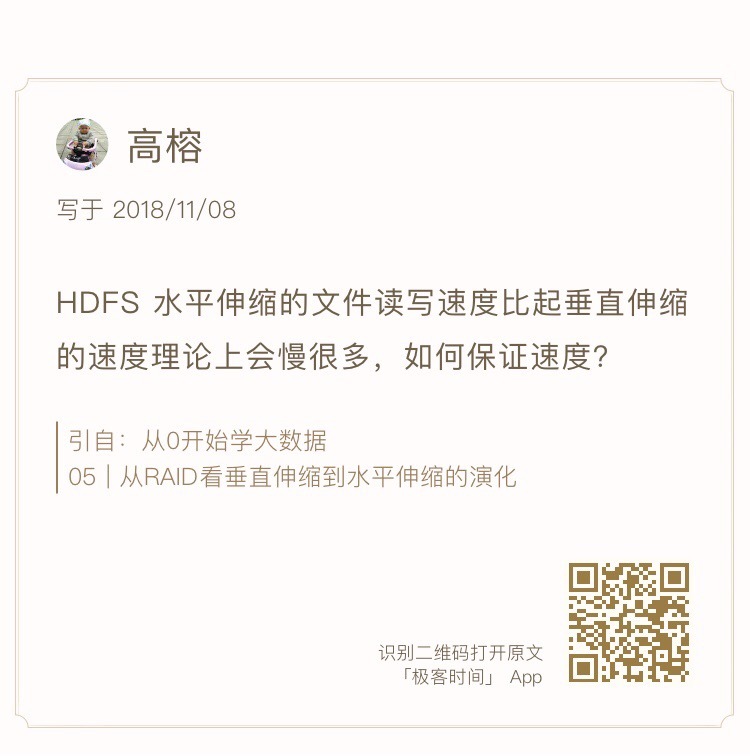 高榕
写于 2018/11/08
HDFS 水平伸缩的文件读写速度比起垂直伸缩
的速度理论上会慢很多，如何保证速度？
引自：从0开始学大数据
05 | 从RAID看垂直伸缩到水平伸缩的演化
识别二维码打开原文
「极客时间」 App